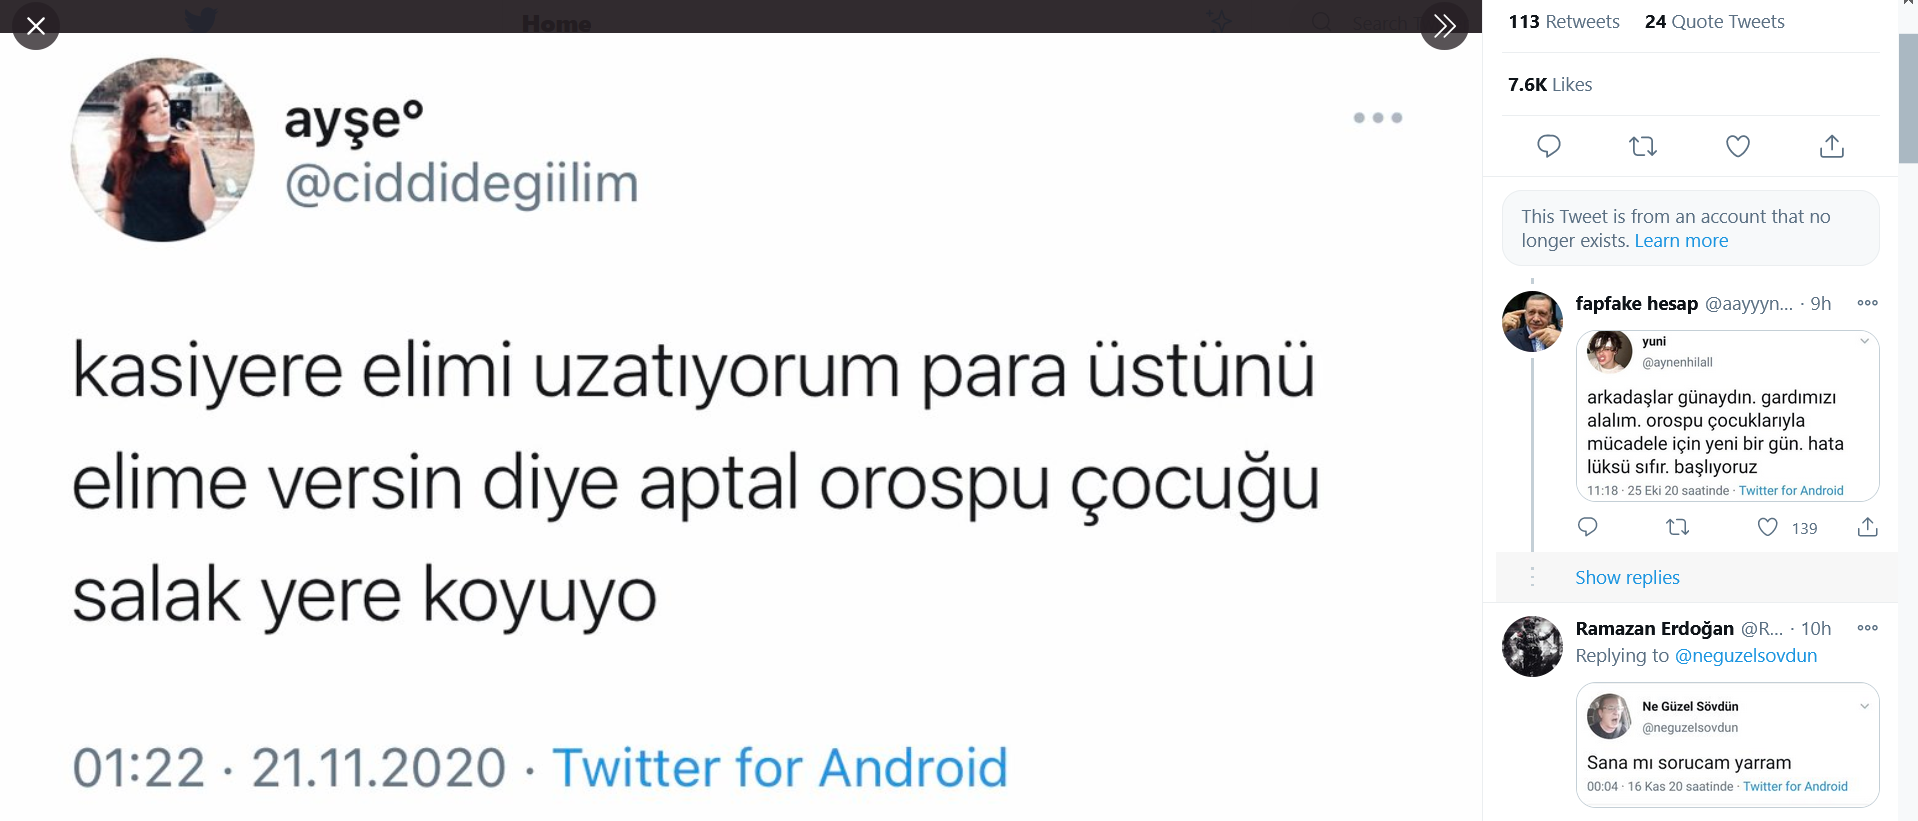 Home
Search
ayşe°
@ciddidegiilim
kasiyere elimi uzatıyorum para üstünü
elime versin diye aptal orospu çocuğu
salak yere koyuyo
01:22 · 21.11.2020 · Twitter for Android
113 Retweets 24 Quote Tweets
7.6K Likes
This Tweet is from an account that no
longer exists. Learn more
fapfake hesap @aayyyn... · 9h
yuni
@aynenhilall
arkadaşlar günaydın. gardımızı
alalım. orospu çocuklarıyla
mücadele için yeni bir gün. hata
lüksü sıfır. başlıyoruz
11:18 · 25 Eki 20 saatinde · Twitter for Android
139
Show replies
Ramazan Erdoğan @R... · 10h
Replying to @neguzelsovdun
Ne Güzel Sövdün
@neguzelsovdun
Sana mı sorucam yarram
00:04 · 16 Kas 20 saatinde · Twitter for Android